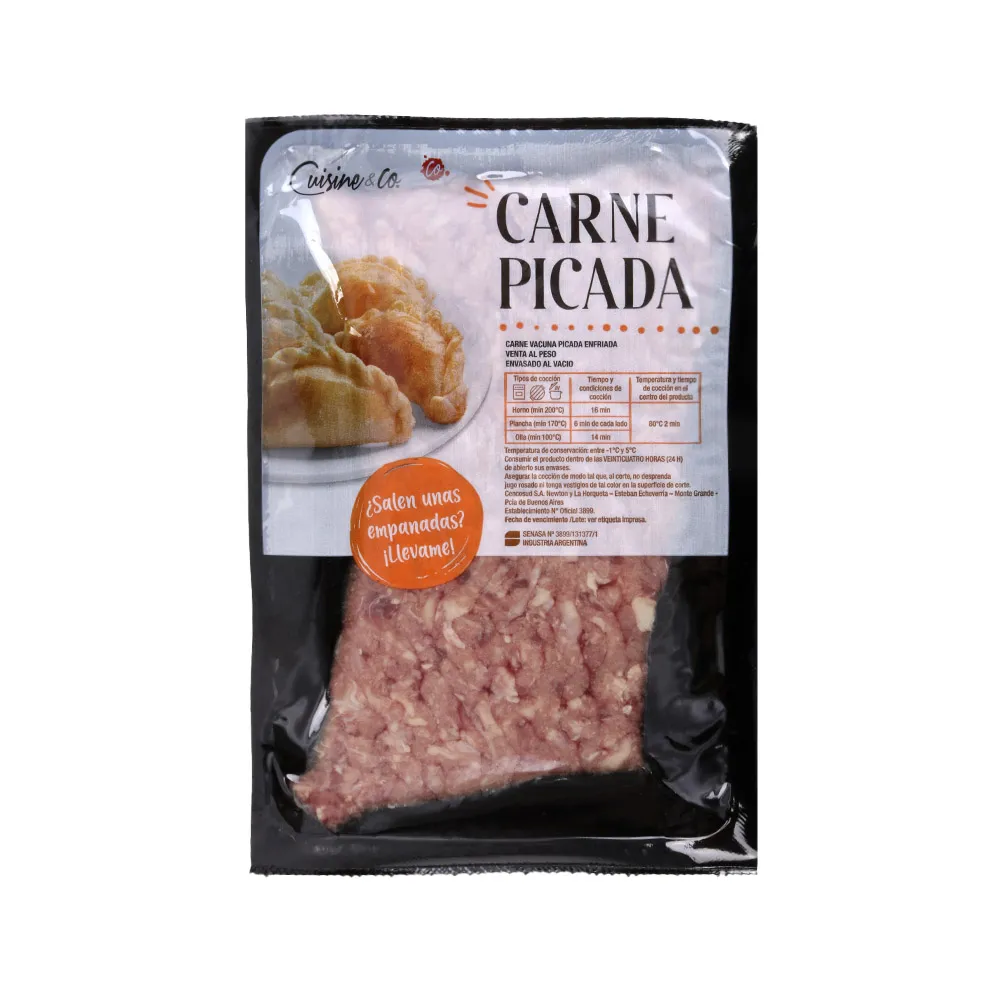 Cuisine & Co.
Co.
CARNE
PICADA
CARNE VACUNA PICADA ENFRIADA
VENTA AL PESO
ENVASADO AL VACIO
Tipos de cocción
Tiempo y
condiciones de
cocción
Temperatura y tiempo
de cocción en el
centro del producto
Horno (min 200°C)
16 min
Plancha (min 170°C)
6 min de cada lado
80°C 2 min
Olla (min 100°C)
14 min
Temperatura de conservación: entre -1°C y 5°C
Consumir el producto dentro de las VEINTICUATRO HORAS (24 H)
de abierto sus envases.
Asegurar la cocción de modo tal que, al corte, no desprenda
jugo rosado ni tenga vestigios de tal color en la superficie de corte.
Cencosud S.A. Newton y La Horqueta – Esteban Echeverría – Monte Grande -
Pcia de Buenos Aires
Establecimiento N° Oficial 3899.
Fecha de vencimiento /Lote: ver etiqueta impresa.
SENASA N° 3899/131377/1
INDUSTRIA ARGENTINA
¿Salen unas
empanadas?
¡Llevame!